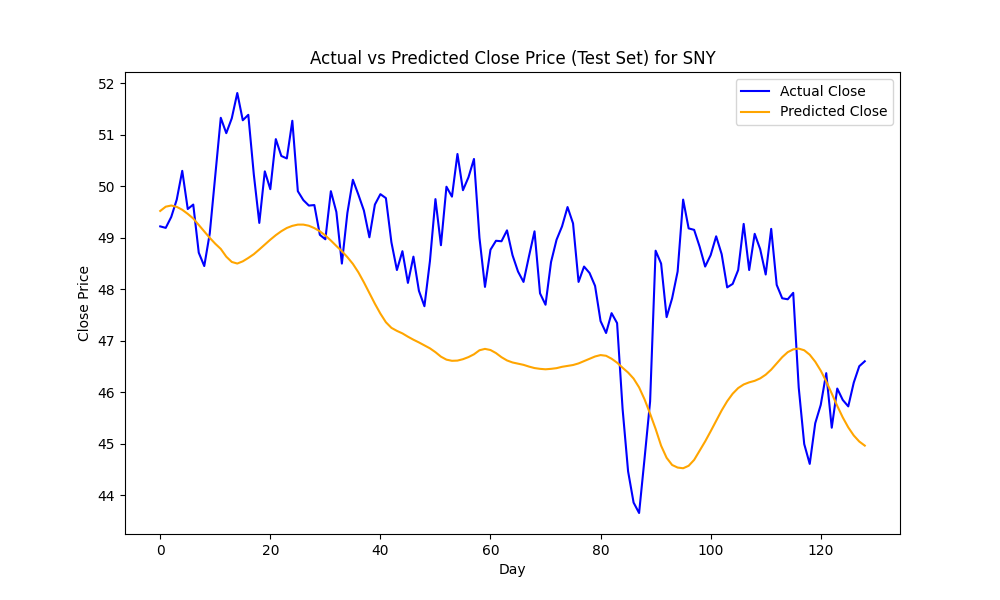 Actual vs Predicted Close Price (Test Set) for SNY
Actual Close
Predicted Close
Close Price
52
51
50
49
48
47
46
45
44
0 20 40 60 80 100 120
Day